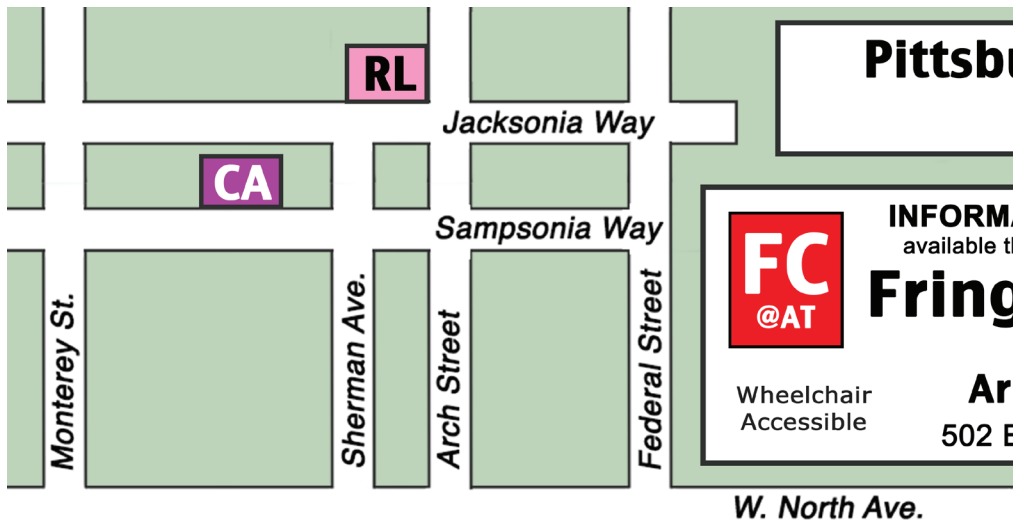 Pittsb
RL
Jacksonia Way
CA
Sampsonia Way
INFORM
available
FC
@AT
Fring
Monterey St.
Sherman Ave.
Arch Street
Federal Street
Wheelchair
Accessible
Ar
502
W. North Ave.